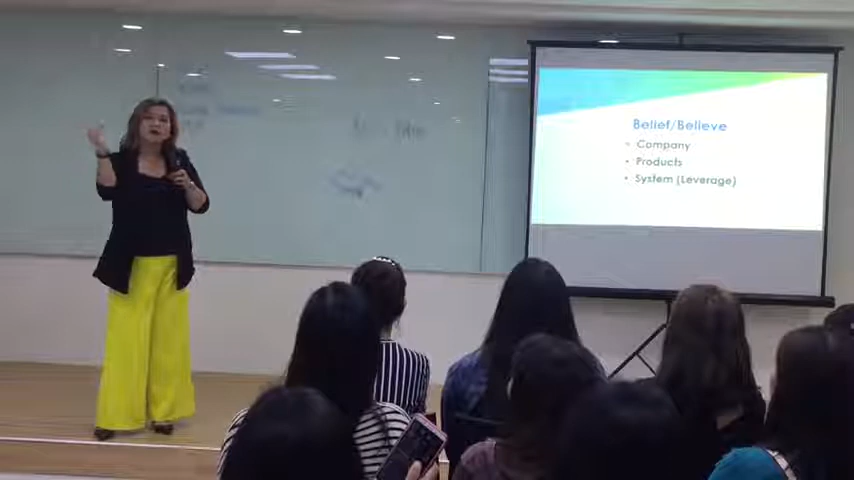 Belief/Believe
• Company
• Products
• System (Leverage)